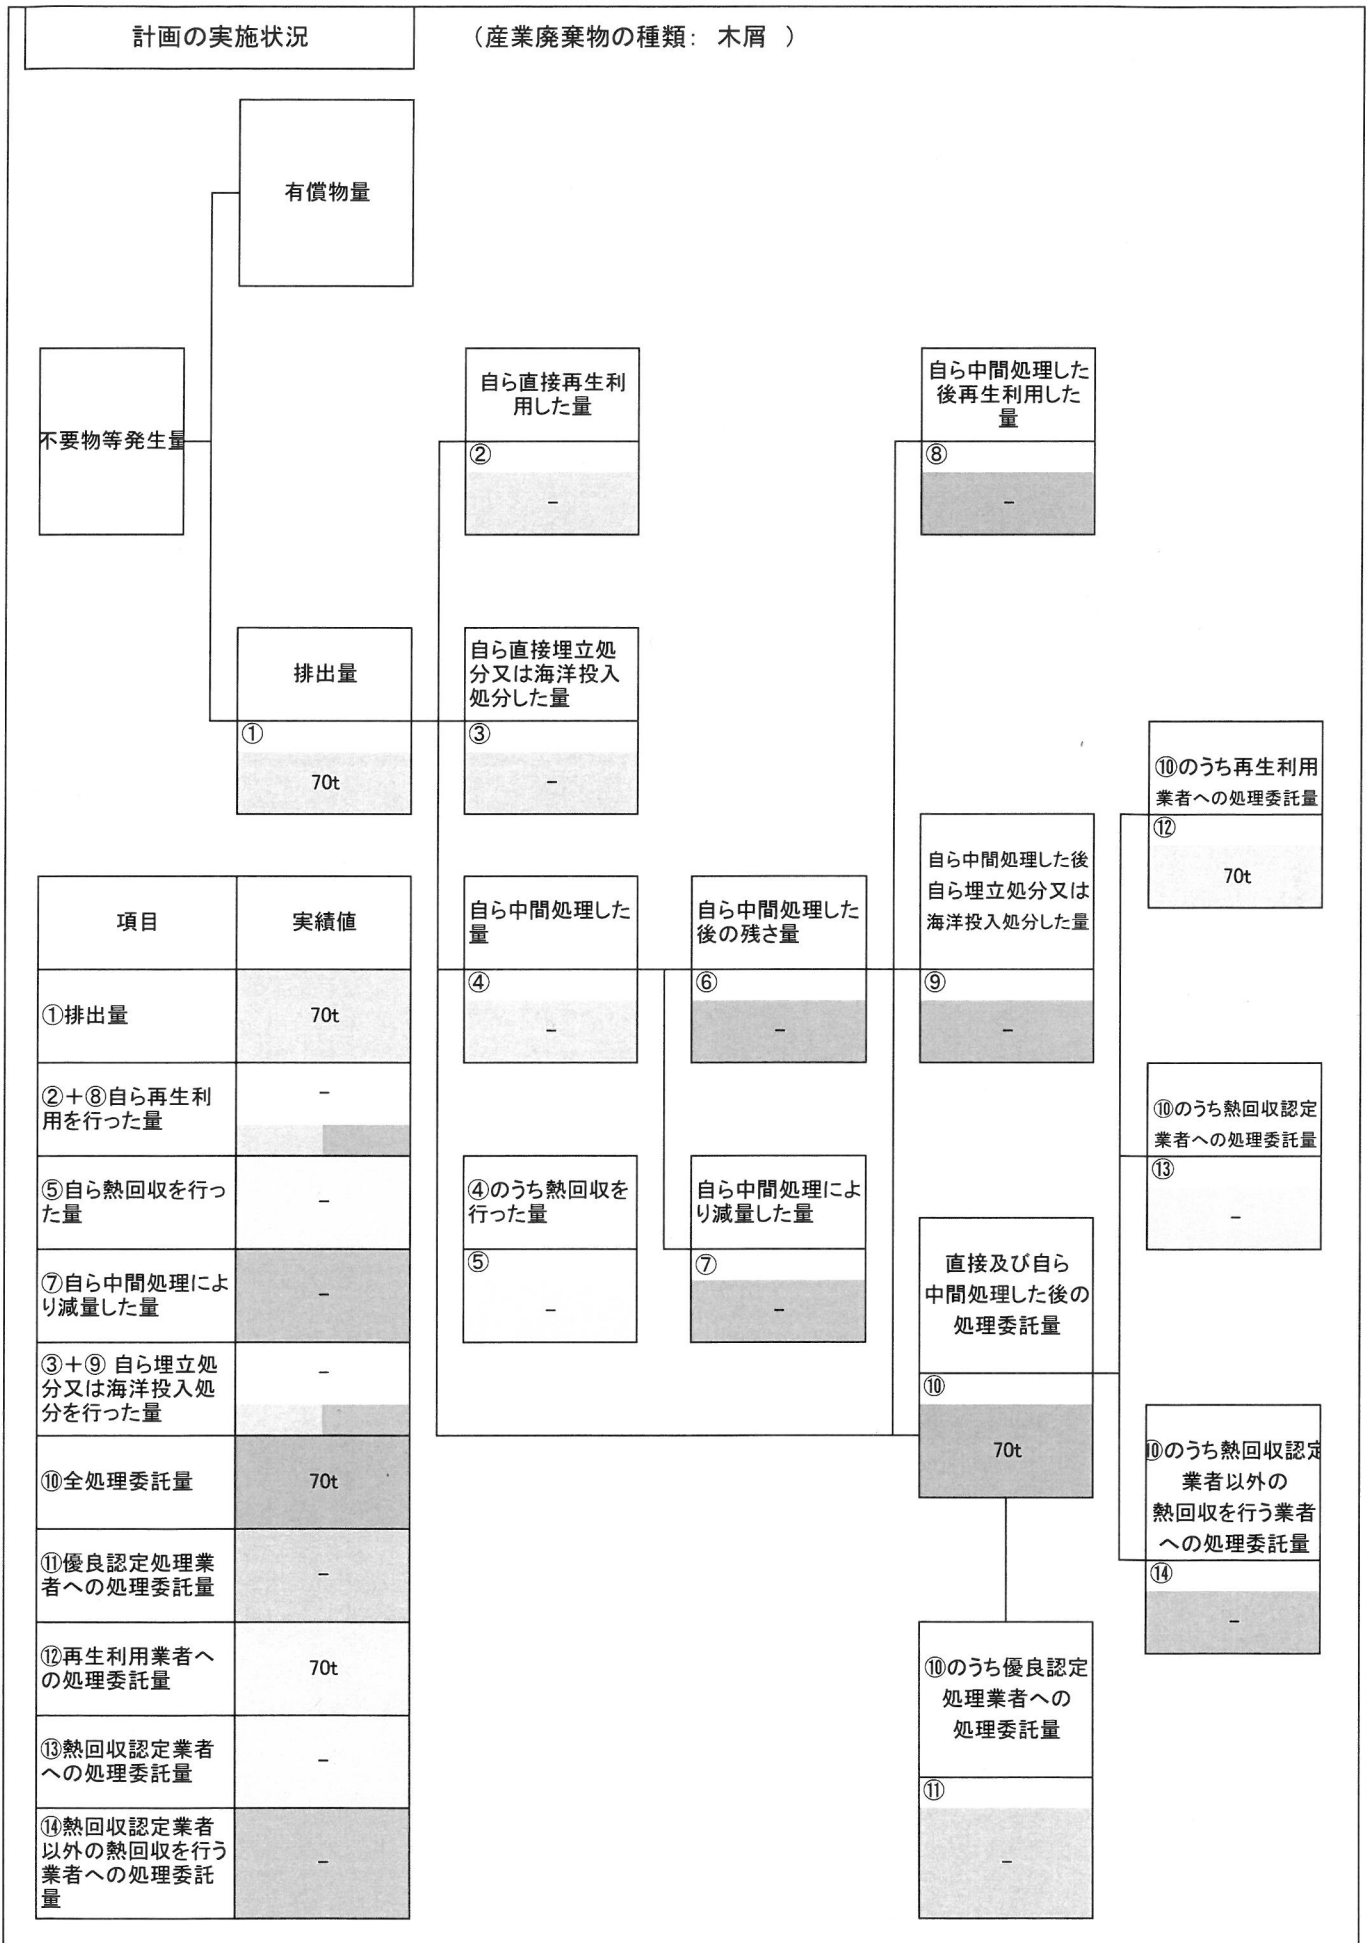 計画の実施状況
（産業廃棄物の種類： 木屑 ）
有償物量
不要物等発生量
自ら直接再生利
用した量
②
－
自ら中間処理した
後再生利用した
量
⑧
－
排出量
①
70t
自ら直接埋立処
分又は海洋投入
処分した量
③
－
⑩のうち再生利用
業者への処理委託量
⑫
70t
自ら中間処理した
量
④
－
自ら中間処理した
後の残さ量
⑥
－
自ら中間処理した後
自ら埋立処分又は
海洋投入処分した量
⑨
－
⑩のうち熱回収認定
業者への処理委託量
⑬
－
④のうち熱回収を
行った量
⑤
－
自ら中間処理によ
り減量した量
⑦
－
直接及び自ら
中間処理した後の
処理委託量
⑩
70t
⑩のうち熱回収認定
業者以外の
熱回収を行う業者
への処理委託量
⑭
－
⑩のうち優良認定
処理業者への
処理委託量
⑪
－
項目 実績値
①排出量 70t
②＋⑧自ら再生利
用を行った量
－
⑤自ら熱回収を行っ
た量
－
⑦自ら中間処理によ
り減量した量
－
③＋⑨ 自ら埋立処
分又は海洋投入処
分を行った量
－
⑩全処理委託量 70t
⑪優良認定処理業
者への処理委託量
－
⑫再生利用業者へ
の処理委託量
70t
⑬熱回収認定業者
への処理委託量
－
⑭熱回収認定業者
以外の熱回収を行う
業者への処理委託
量
－